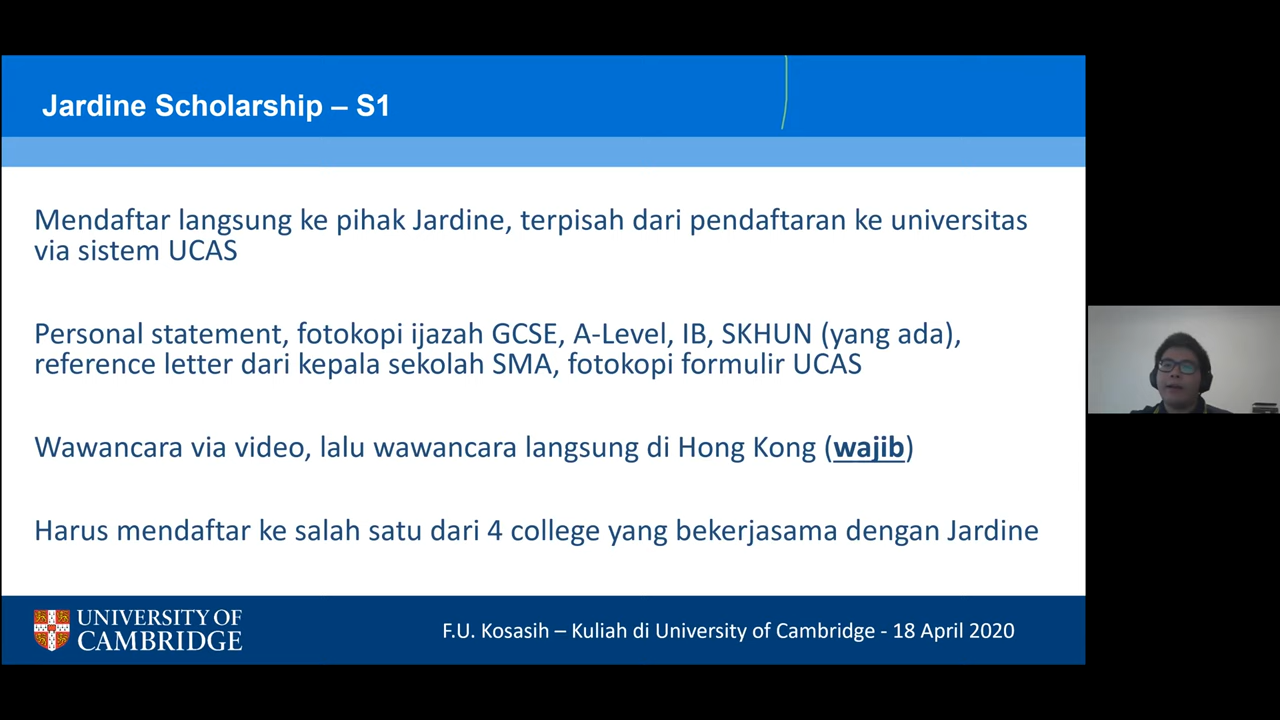 Jardine Scholarship – S1
Mendaftar langsung ke pihak Jardine, terpisah dari pendaftaran ke universitas
via sistem UCAS
Personal statement, fotokopi ijazah GCSE, A-Level, IB, SKHUN (yang ada),
reference letter dari kepala sekolah SMA, fotokopi formulir UCAS
Wawancara via video, lalu wawancara langsung di Hong Kong (wajib)
Harus mendaftar ke salah satu dari 4 college yang bekerjasama dengan Jardine
UNIVERSITY OF
CAMBRIDGE
F.U. Kosasih – Kuliah di University of Cambridge - 18 April 2020